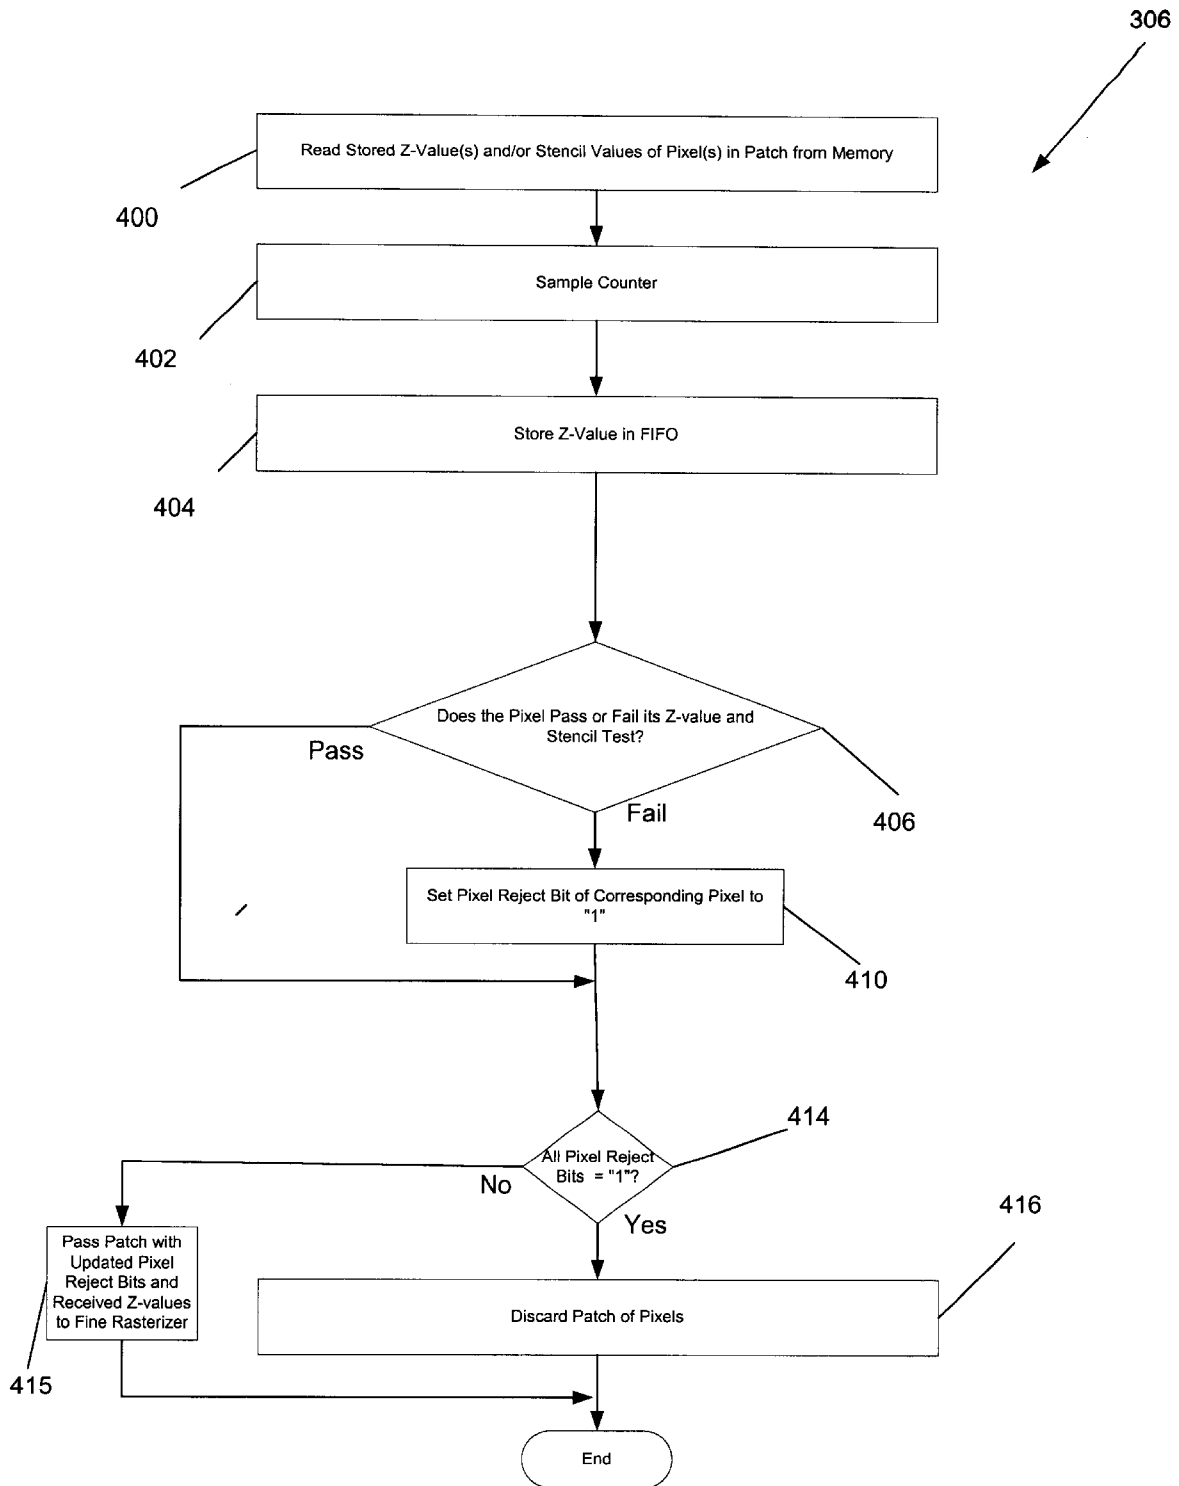 306
Read Stored Z-Value(s) and/or Stencil Values of Pixel(s) in Patch from Memory
400
Sample Counter
402
Store Z-Value in FIFO
404
Does the Pixel Pass or Fail its Z-value and
Stencil Test?
Pass
Fail
406
Set Pixel Reject Bit of Corresponding Pixel to
"1"
410
414
All Pixel Reject
Bits = "1"?
No
Yes
416
Pass Patch with
Updated Pixel
Reject Bits and
Received Z-values
to Fine Rasterizer
Discard Patch of Pixels
415
End